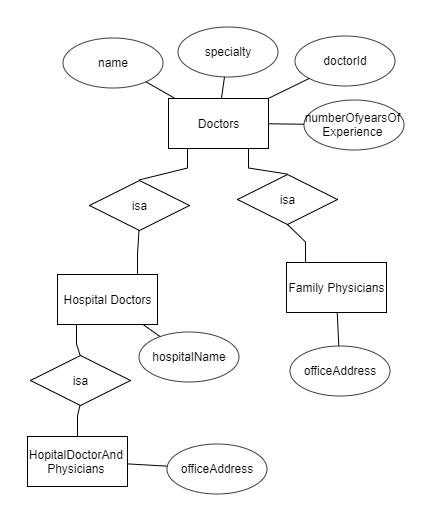 name
specialty
doctorId
Doctors
numberOfyearsOf
Experience
isa
isa
Hospital Doctors
Family Physicians
hospitalName
officeAddress
isa
HopitalDoctorAnd
Physicians
officeAddress